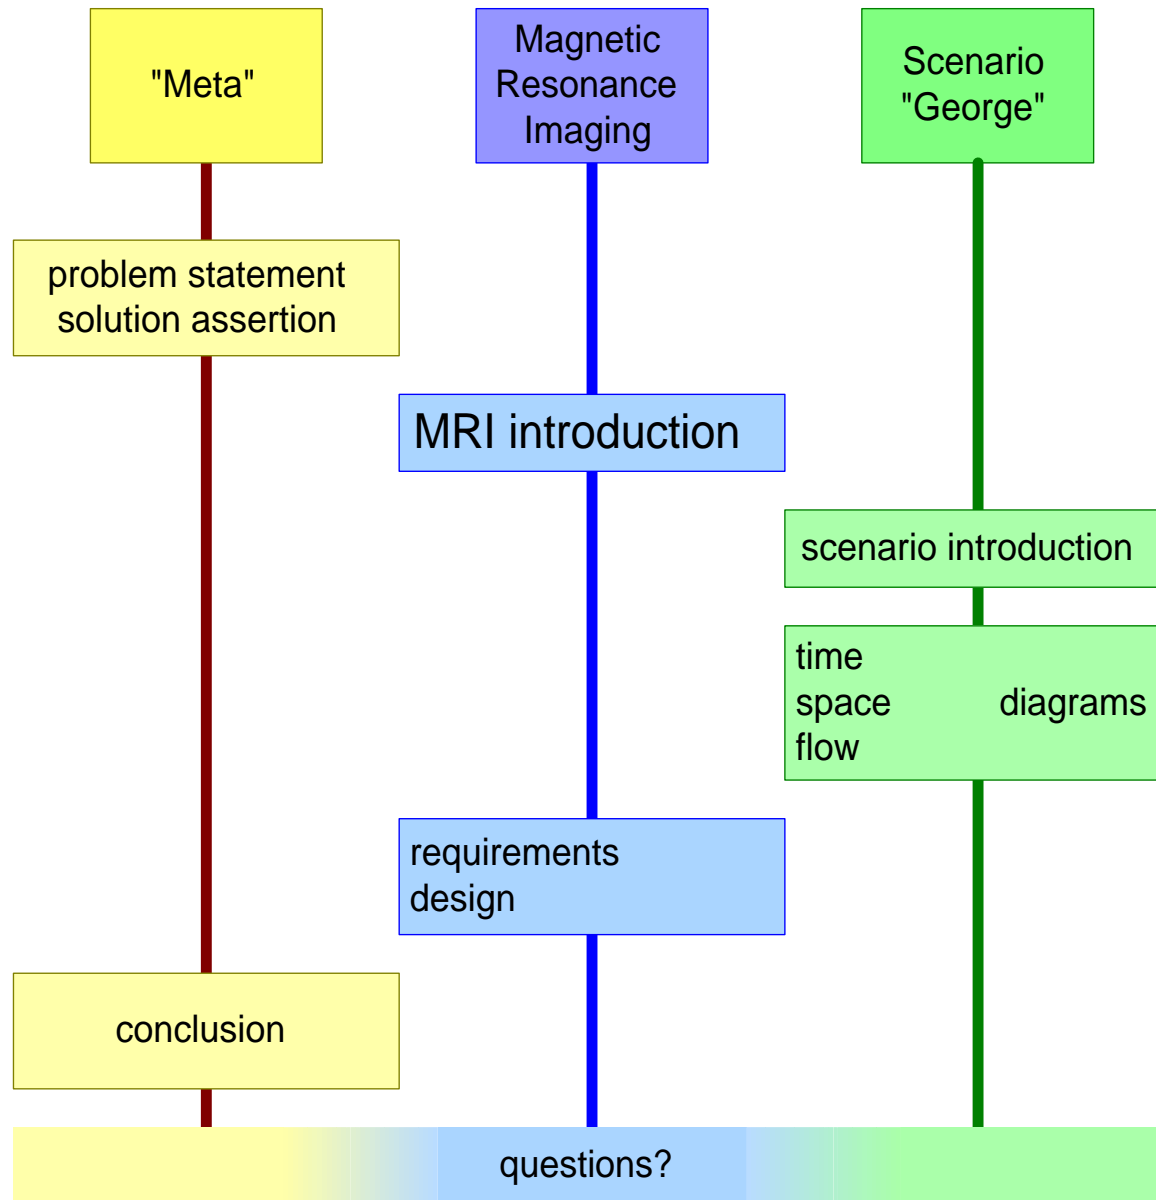 "Meta"
Magnetic
Resonance
Imaging
Scenario
"George"
problem statement
solution assertion
MRI introduction
scenario introduction
time
space diagrams
flow
requirements
design
conclusion
questions?